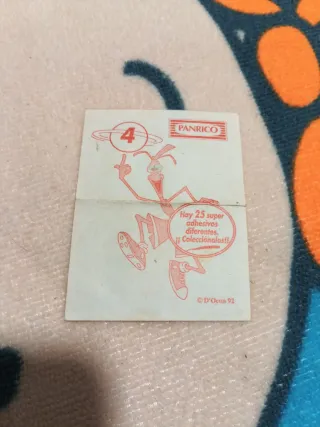 4
PANRICO
Hay 25 super
adhesivos
diferentes.
¡¡ Coleccionalos!!
© D'Ocon 92